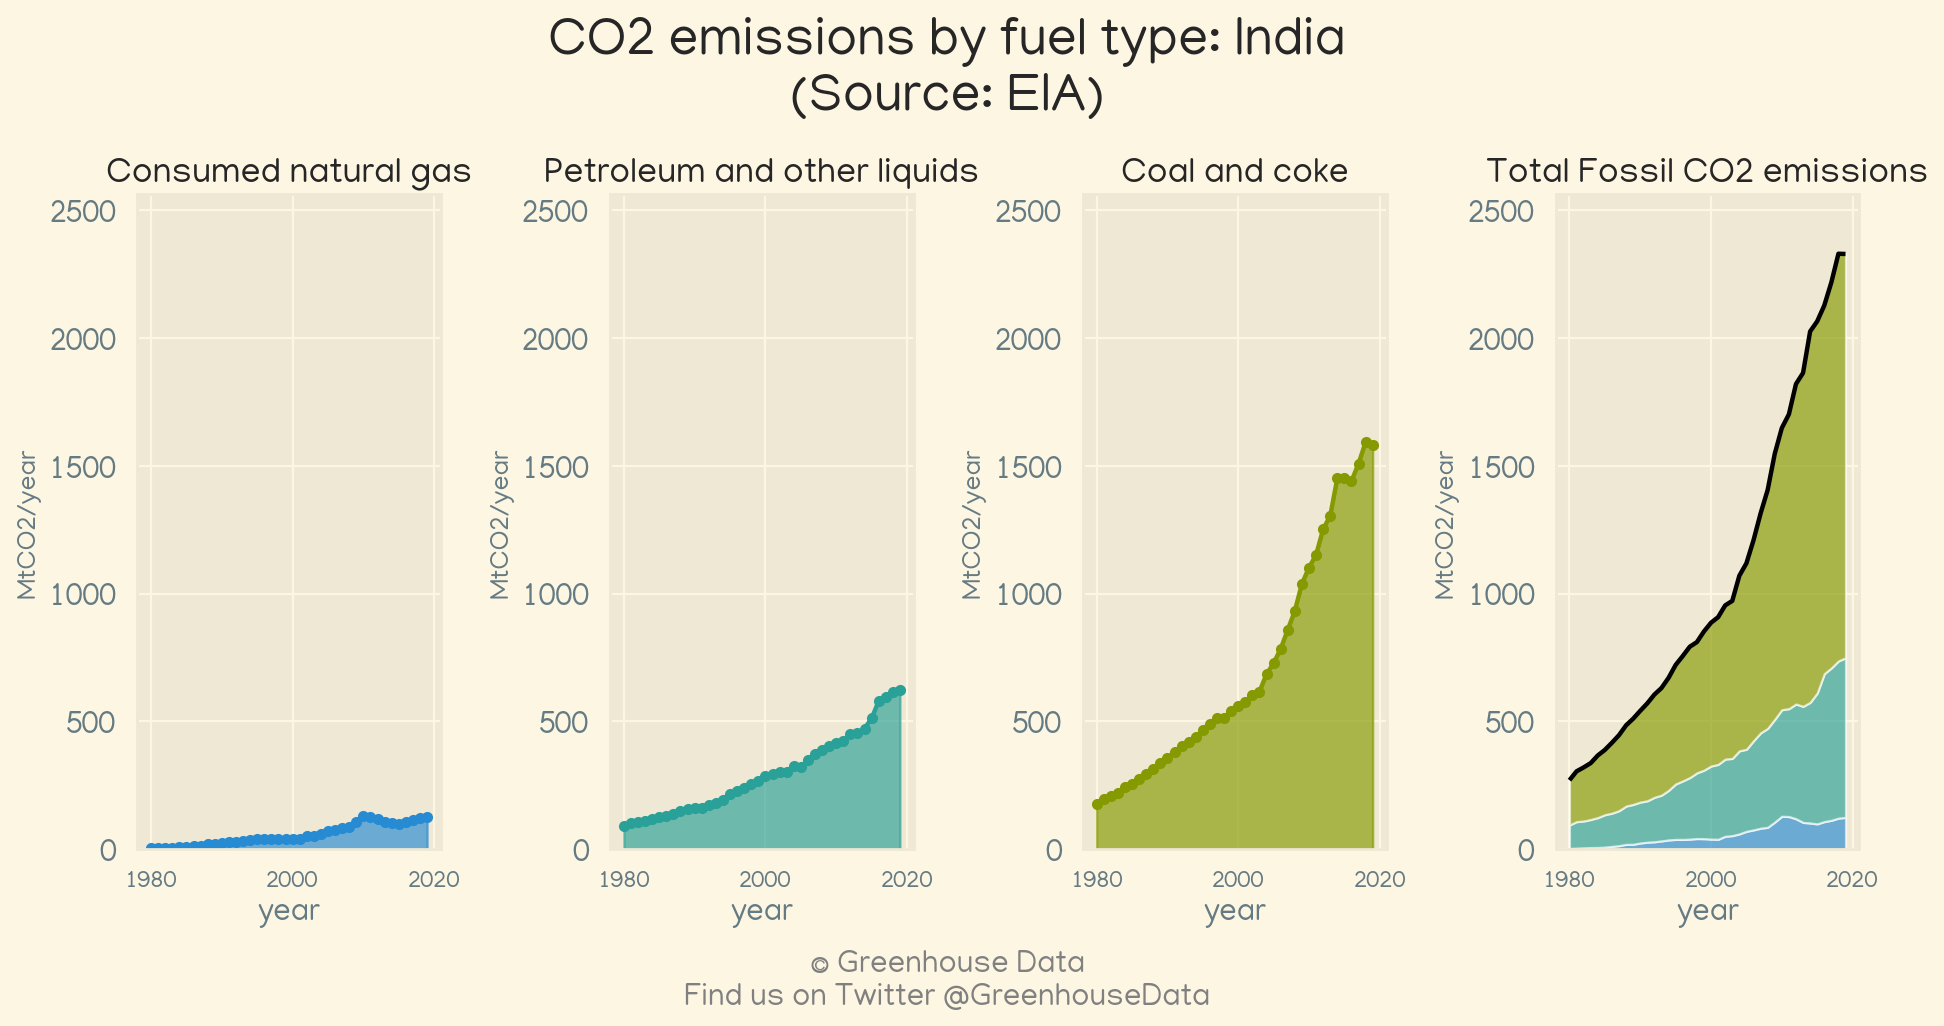 CO2 emissions by fuel type: India
(Source: EIA)
Consumed natural gas
2500
2000
1500
1000
500
0
MtCO2/year
1980 2000 2020
year
Petroleum and other liquids
2500
2000
1500
1000
500
0
MtCO2/year
1980 2000 2020
year
Coal and coke
2500
2000
1500
1000
500
0
MtCO2/year
1980 2000 2020
year
Total Fossil CO2 emissions
2500
2000
1500
1000
500
0
MtCO2/year
1980 2000 2020
year
© Greenhouse Data
Find us on Twitter @GreenhouseData